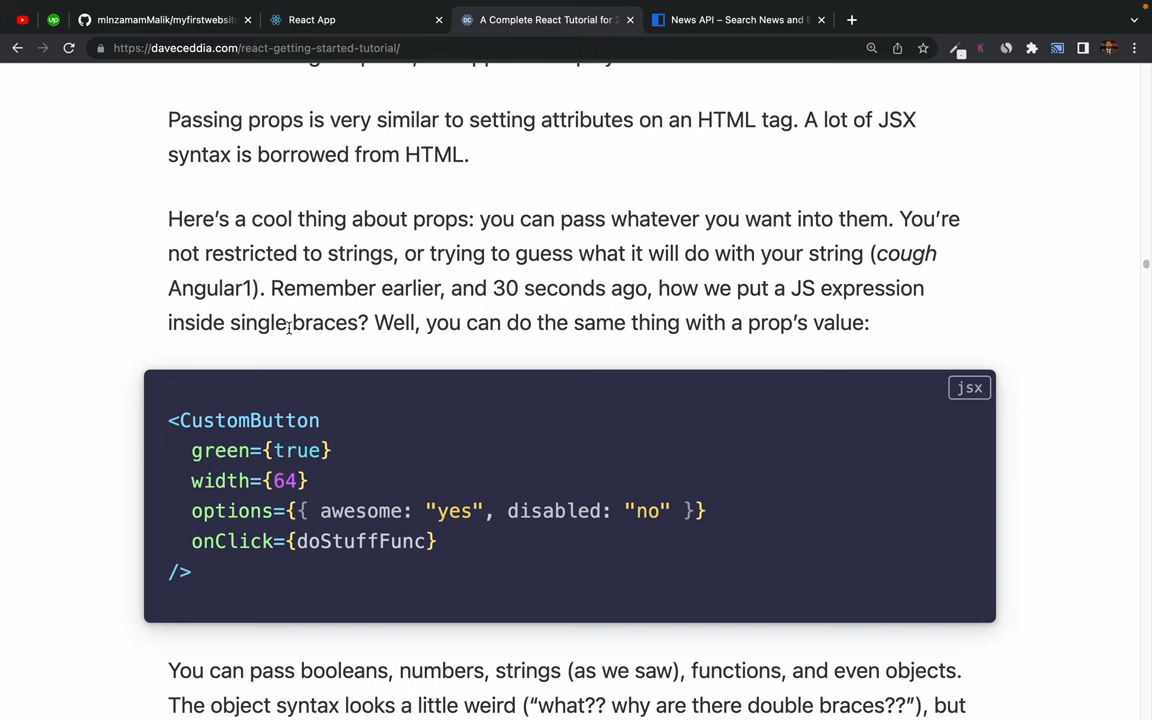 mInzamamMalik/myfirstwebsite
React App
A Complete React Tutorial for 2
News API – Search News and B
https://daveceddia.com/react-getting-started-tutorial/
Passing props is very similar to setting attributes on an HTML tag. A lot of JSX
syntax is borrowed from HTML.
Here’s a cool thing about props: you can pass whatever you want into them. You’re
not restricted to strings, or trying to guess what it will do with your string (cough
Angular1). Remember earlier, and 30 seconds ago, how we put a JS expression
inside single braces? Well, you can do the same thing with a prop’s value:
jsx
<CustomButton
green={true}
width={64}
options={{ awesome: "yes", disabled: "no" }}
onClick={doStuffFunc}
/>
You can pass booleans, numbers, strings (as we saw), functions, and even objects.
The object syntax looks a little weird (“what?? why are there double braces??”), but